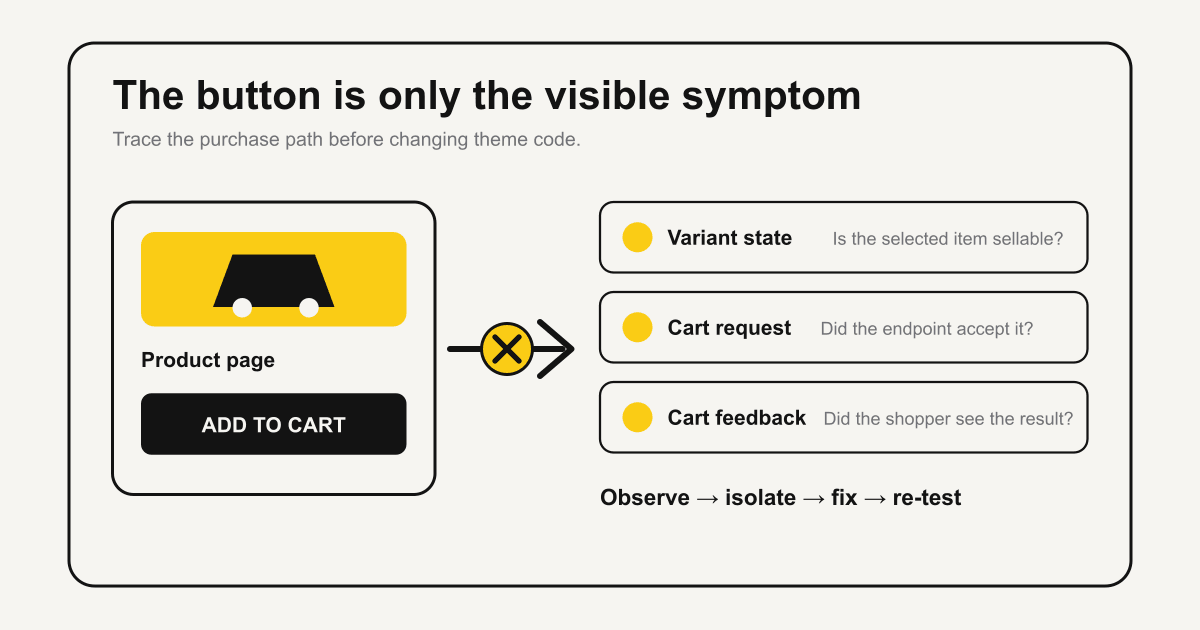 The button is only the visible symptom
Trace the purchase path before changing theme code.
Product page
ADD TO CART
Variant state Is the selected item sellable?
Cart request Did the endpoint accept it?
Cart feedback Did the shopper see the result?
Observe → isolate → fix → re-test